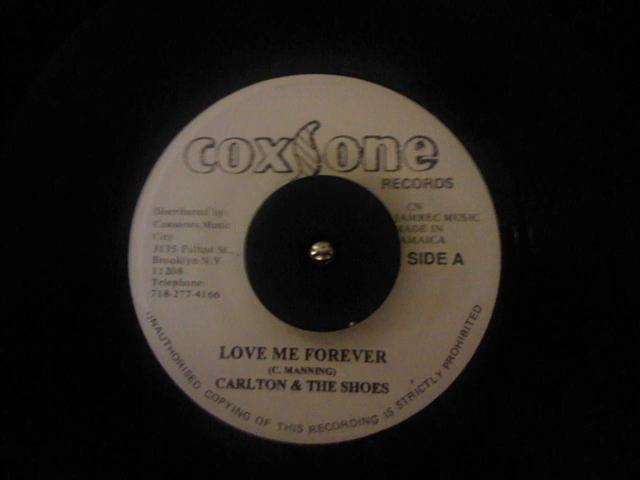 coxsone
RECORDS
Distributed by:
Coxsones Music
City
3135 Fulton St.,
Brooklyn N.Y
11208
Telephone:
718-277-4166
CN
JAMREC MUSIC
MADE IN
JAMAICA
SIDE A
LOVE ME FOREVER
(C. MANNING)
CARLTON & THE SHOES
UNAUTHORISED COPYING OF THIS RECORDING IS STRICTLY PROHIBITED